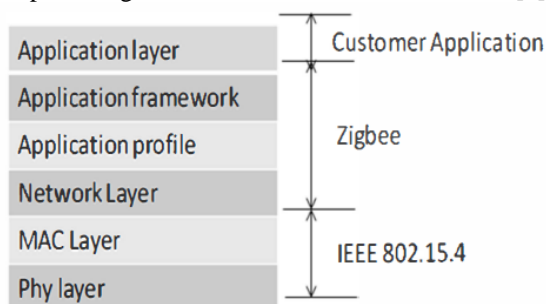 Application layer
Application framework
Application profile
Network Layer
MAC Layer
Phy layer
Customer Application
Zigbee
IEEE 802.15.4